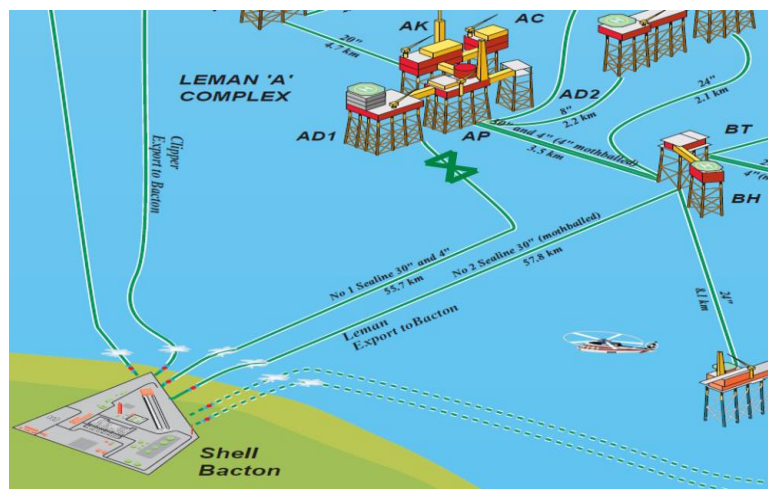 AK
AC
20"
4.7 km
LEMAN 'A'
COMPLEX
AD2
24"
2.1 km
8"
2.2 km
AD1
AP
30" and 4" (4" mothballed)
3.5 km
BT
BH
Clipper
Export to Bacton
No 1 Sealine 30" and 4"
55.7 km
No 2 Sealine 30" (mothballed)
57.8 km
Leman
Export to Bacton
24"
8.1 km
Shell
Bacton